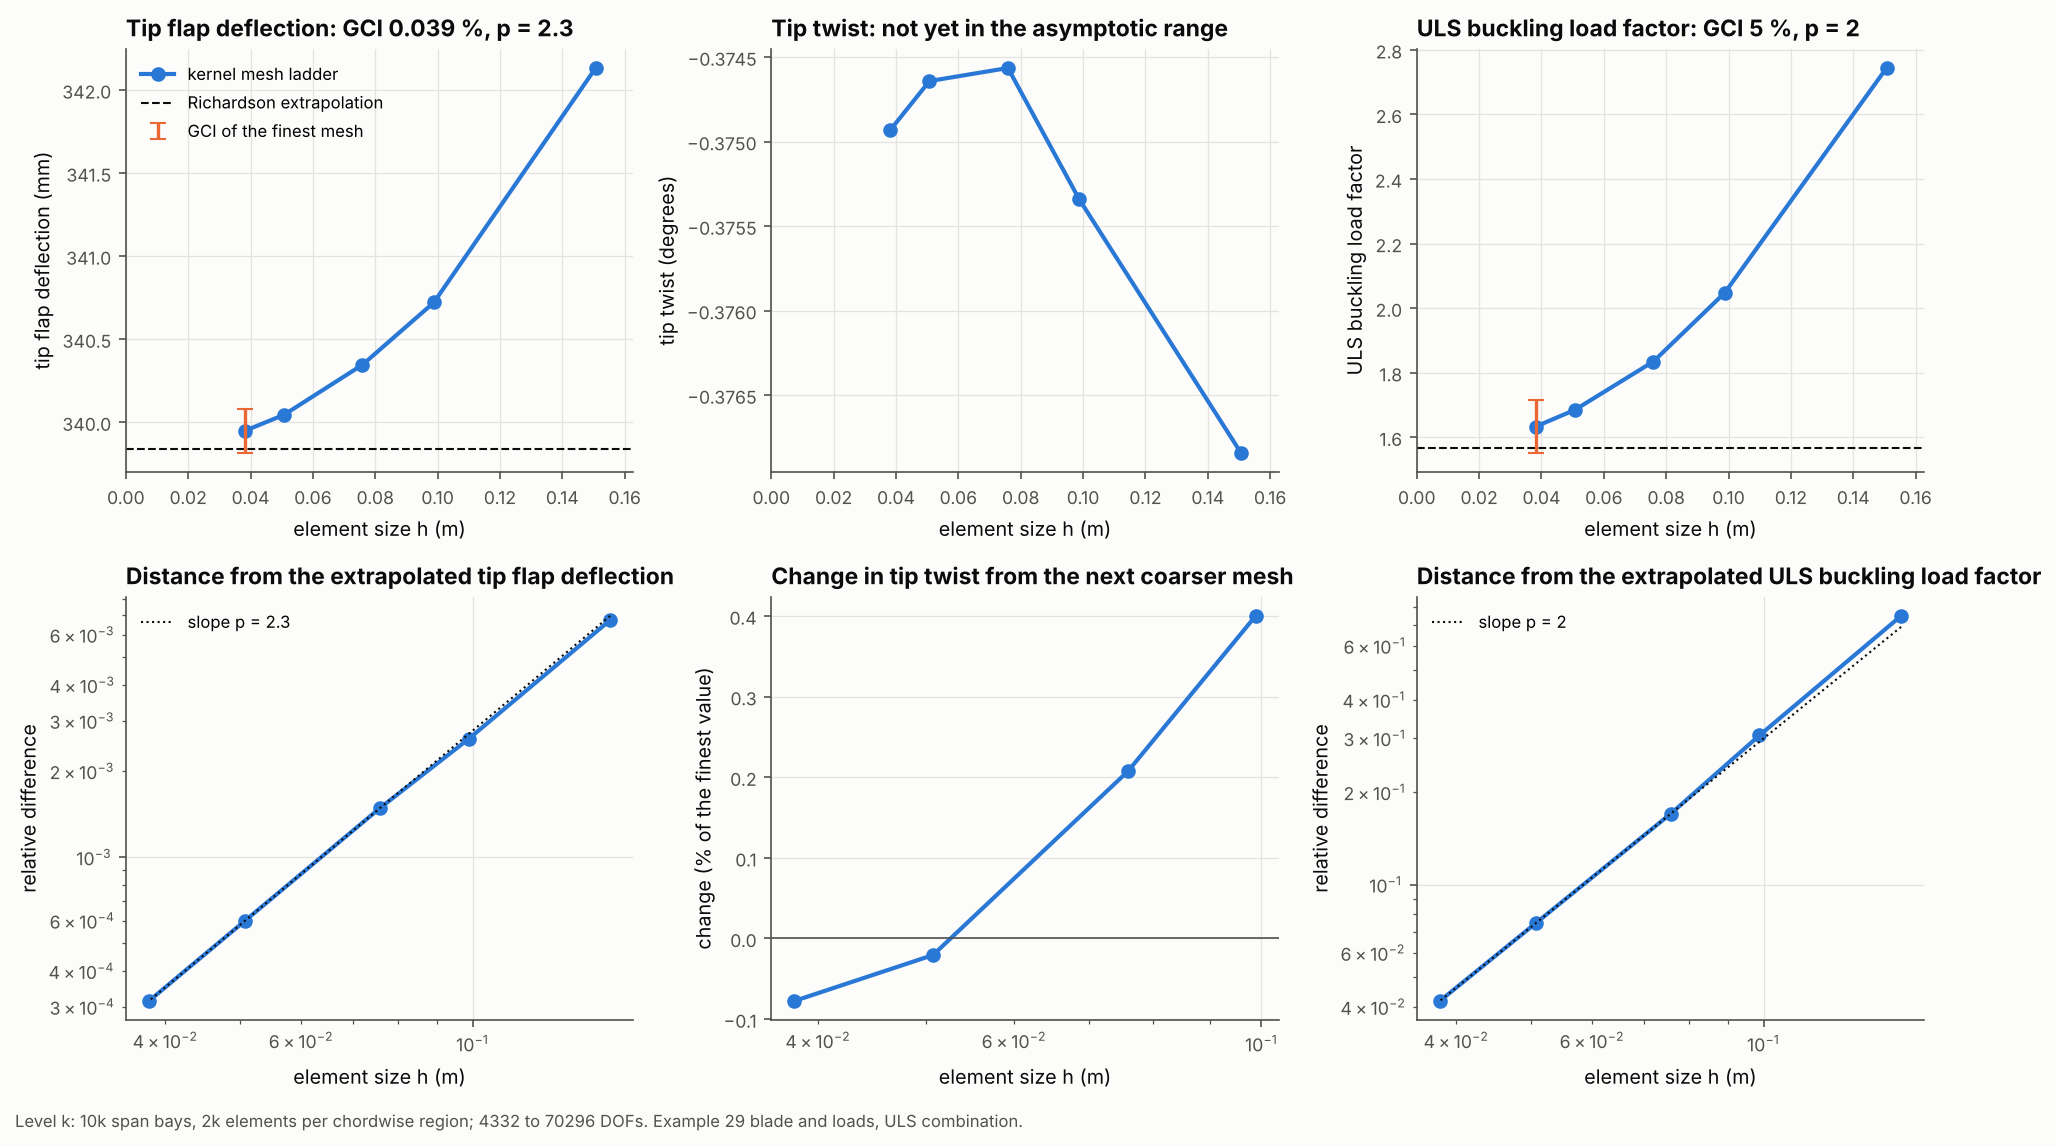 Tip flap deflection: GCI 0.039 %, p = 2.3
kernel mesh ladder
Richardson extrapolation
GCI of the finest mesh
342.0
341.5
341.0
340.5
340.0
tip flap deflection (mm)
0.00 0.02 0.04 0.06 0.08 0.10 0.12 0.14 0.16
element size h (m)
Tip twist: not yet in the asymptotic range
−0.3745
−0.3750
−0.3755
−0.3760
−0.3765
tip twist (degrees)
0.00 0.02 0.04 0.06 0.08 0.10 0.12 0.14 0.16
element size h (m)
ULS buckling load factor: GCI 5 %, p = 2
2.8
2.6
2.4
2.2
2.0
1.8
1.6
ULS buckling load factor
0.00 0.02 0.04 0.06 0.08 0.10 0.12 0.14 0.16
element size h (m)
Distance from the extrapolated tip flap deflection
slope p = 2.3
6 × 10⁻³
4 × 10⁻³
3 × 10⁻³
2 × 10⁻³
10⁻³
6 × 10⁻⁴
4 × 10⁻⁴
3 × 10⁻⁴
relative difference
4 × 10⁻² 6 × 10⁻² 10⁻¹
element size h (m)
Change in tip twist from the next coarser mesh
0.4
0.3
0.2
0.1
0.0
−0.1
change (% of the finest value)
4 × 10⁻² 6 × 10⁻² 10⁻¹
element size h (m)
Distance from the extrapolated ULS buckling load factor
slope p = 2
6 × 10⁻¹
4 × 10⁻¹
3 × 10⁻¹
2 × 10⁻¹
10⁻¹
6 × 10⁻²
4 × 10⁻²
relative difference
4 × 10⁻² 6 × 10⁻² 10⁻¹
element size h (m)
Level k: 10k span bays, 2k elements per chordwise region; 4332 to 70296 DOFs. Example 29 blade and loads, ULS combination.